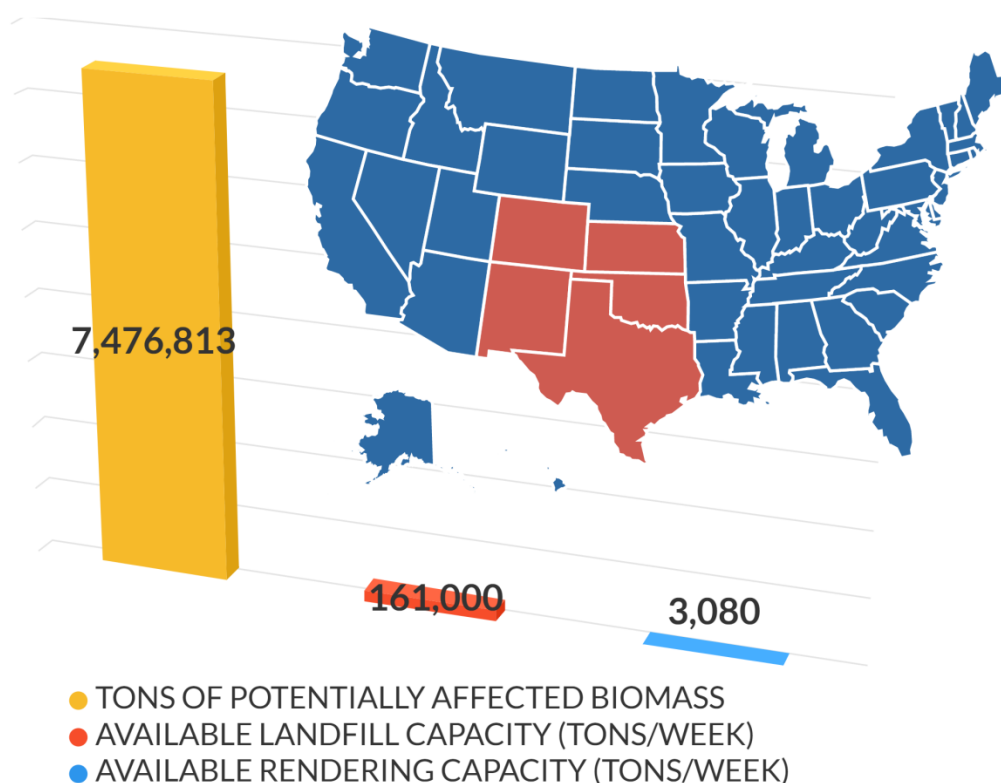 7,476,813
161,000
3,080
TONS OF POTENTIALLY AFFECTED BIOMASS
AVAILABLE LANDFILL CAPACITY (TONS/WEEK)
AVAILABLE RENDERING CAPACITY (TONS/WEEK)